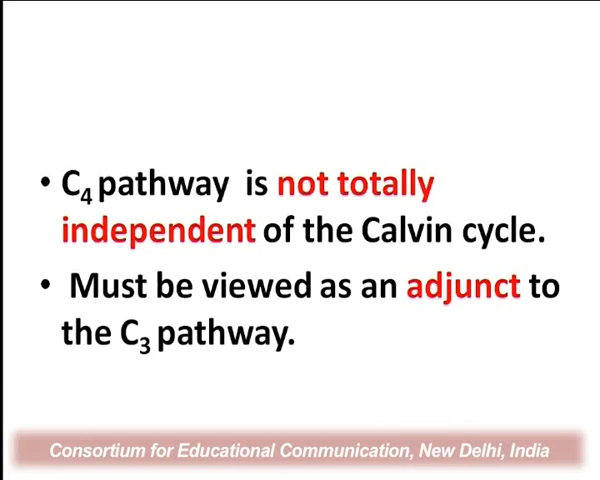 • C₄ pathway is not totally
independent of the Calvin cycle.
• Must be viewed as an adjunct to
the C₃ pathway.
Consortium for Educational Communication, New Delhi, India